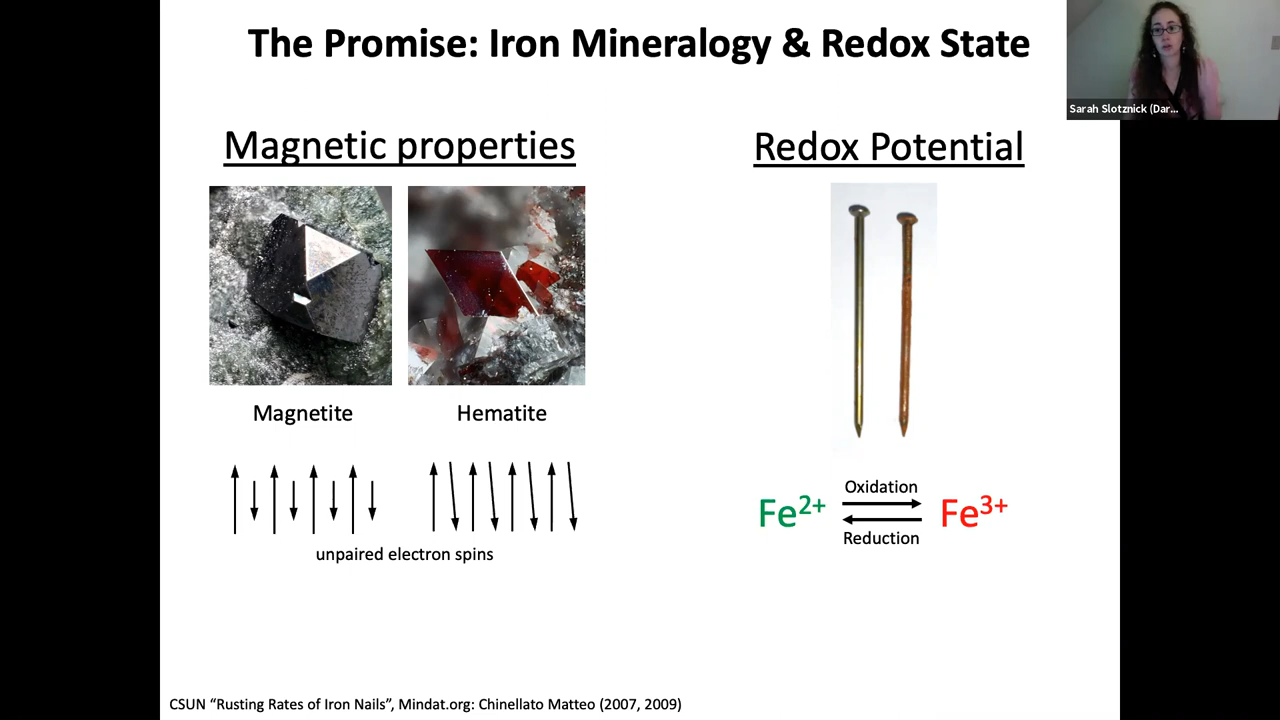 The Promise: Iron Mineralogy & Redox State
Sarah Slotznick (Dar...
Magnetic properties
Redox Potential
Magnetite
Hematite
unpaired electron spins
Oxidation
Fe²⁺
Fe³⁺
Reduction
CSUN “Rusting Rates of Iron Nails”, Mindat.org: Chinellato Matteo (2007, 2009)